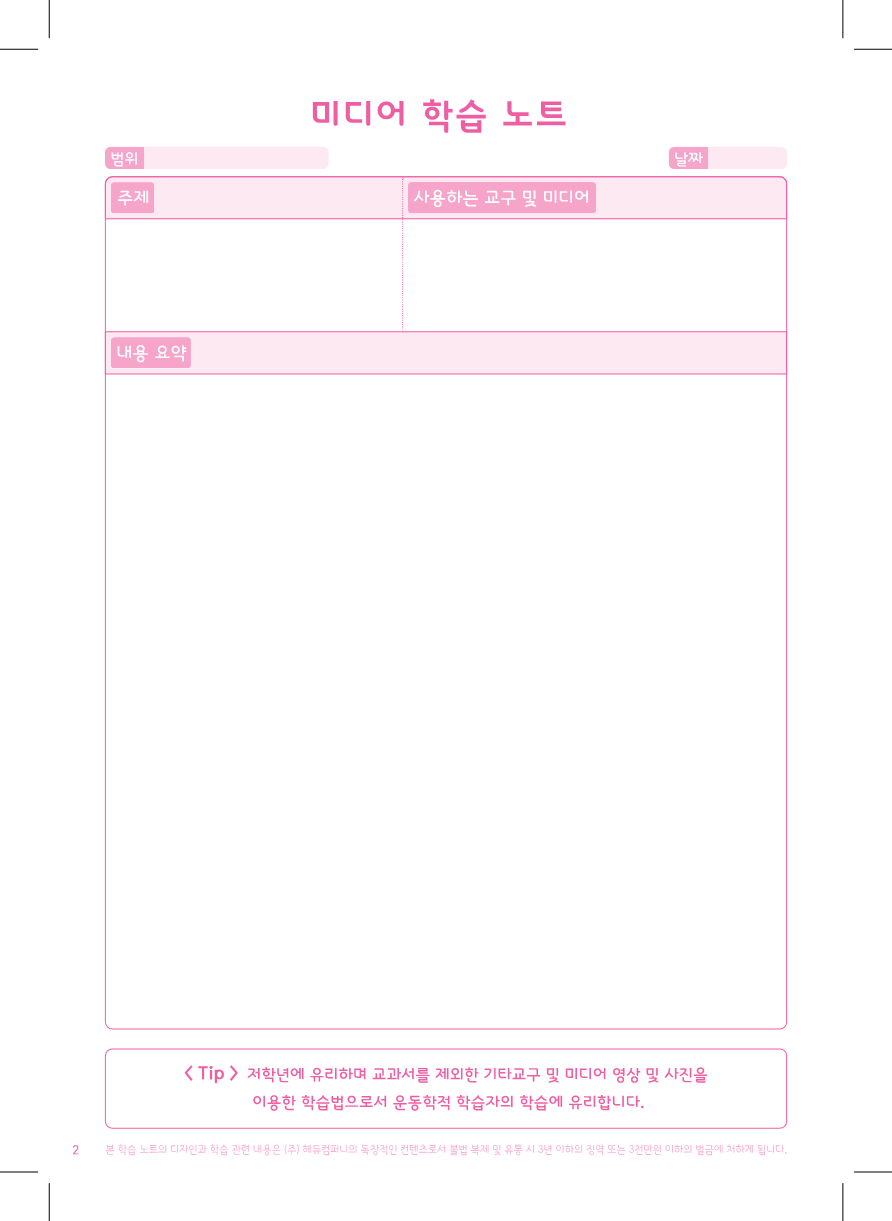 미디어 학습 노트
범위
날짜
주제
사용하는 교구 및 미디어
내용 요약
< Tip > 저학년에 유리하며 교과서를 제외한 기타교구 및 미디어 영상 및 사진을
이용한 학습법으로서 운동학적 학습자의 학습에 유리합니다.
2
본 학습 노트의 디자인과 학습 관련 내용은 (주) 헤듀컴퍼니의 독창적인 컨텐츠로서 불법 복제 및 유통 시 3년 이하의 징역 또는 3천만원 이하의 벌금에 처하게 됩니다.